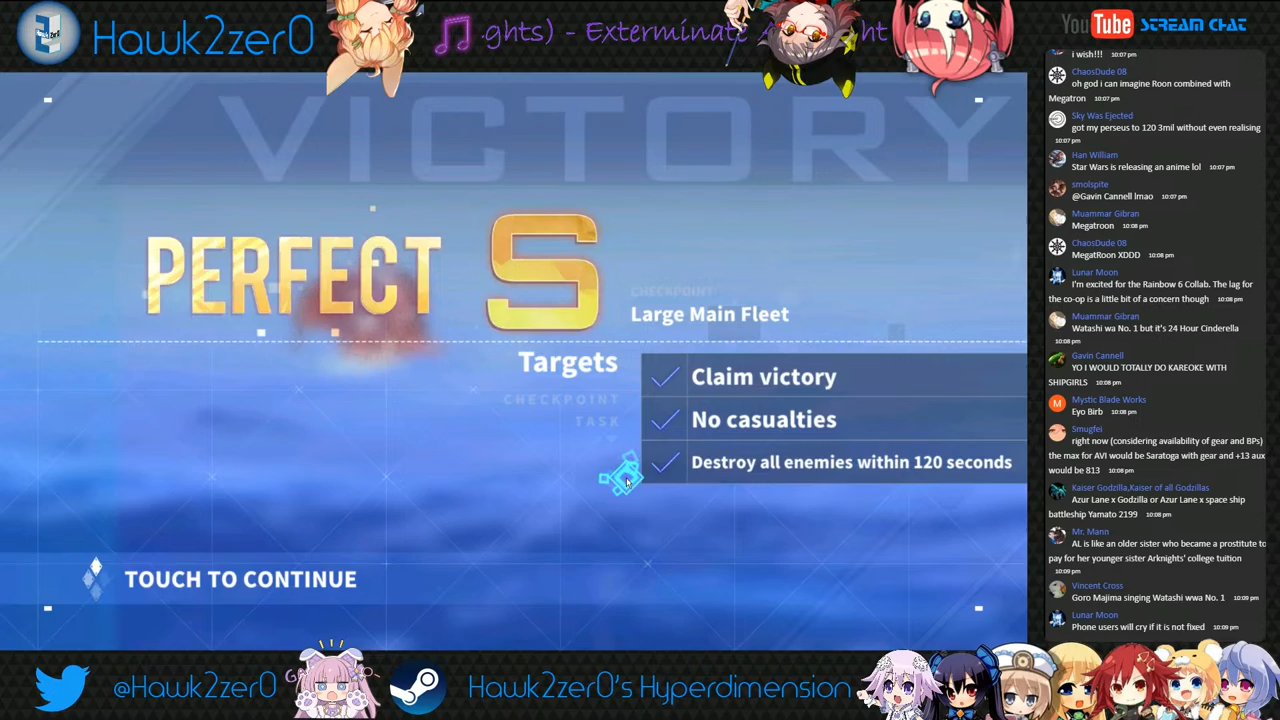 Hawk2zer0
ghts) - Exterminate
ht
You Tube STREAM CHAT
VICTORY
PERFECT S
CHECKPOINT
Large Main Fleet
Targets
CHECKPOINT
TASK
Claim victory
No casualties
Destroy all enemies within 120 seconds
TOUCH TO CONTINUE
i wish!!! 10:07 pm
ChaosDude 08
oh god i can imagine Roon combined with
Megatron 10:07 pm
Sky Was Ejected
got my perseus to 120 3mil without even realising
10:07 pm
Han William
Star Wars is releasing an anime lol 10:07 pm
smolspite
@Gavin Cannell lmao 10:07 pm
Muammar Gibran
Megatroon 10:08 pm
ChaosDude 08
MegatRoon XDDD 10:08 pm
Lunar Moon
I'm excited for the Rainbow 6 Collab. The lag for
the co-op is a little bit of a concern though 10:08 pm
Muammar Gibran
Watashi wa No. 1 but it's 24 Hour Cinderella
10:08 pm
Gavin Cannell
YO I WOULD TOTALLY DO KAREOKE WITH
SHIPGIRLS 10:08 pm
M Mystic Blade Works
Eyo Birb 10:08 pm
Smugfei
right now (considering availability of gear and BPs)
the max for AVI would be Saratoga with gear and +13 aux
would be 813 10:08 pm
Kaiser Godzilla,Kaiser of all Godzillas
Azur Lane x Godzilla or Azur Lane x space ship
battleship Yamato 2199 10:08 pm
Mr. Mann
AL is like an older sister who became a prostitute to
pay for her younger sister Arknights' college tuition
10:09 pm
Vincent Cross
Goro Majima singing Watashi wwa No. 1 10:09 pm
Lunar Moon
Phone users will cry if it is not fixed 10:09 pm
@Hawk2zer0
Hawk2zer0's Hyperdimension